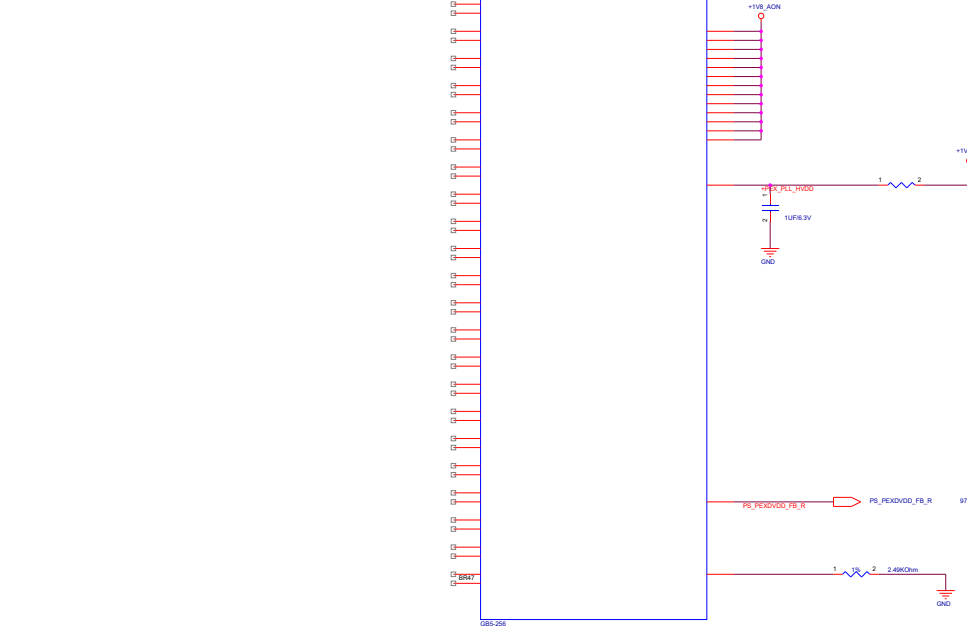 +1V8_AON
+1V
+PEX_PLL_HVDD
1
2
1
2
1UF/6.3V
GND
PS_PEXDVDD_FB_R
PS_PEXDVDD_FB_R
97
1
1%
2
2.49KOhm
BR47
GND
GB5-256